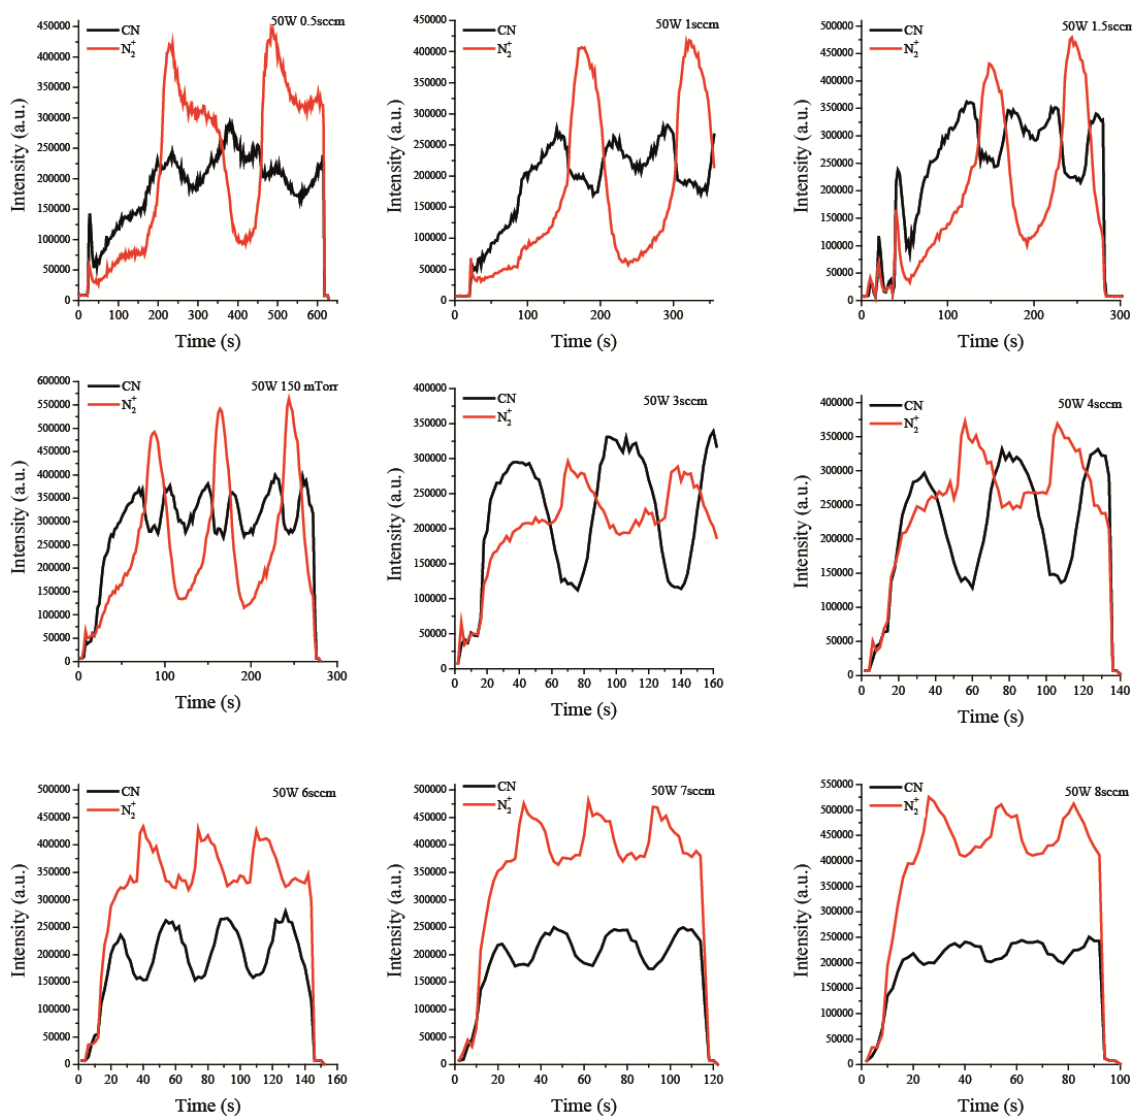 50W 0.5sccm
CN
N2+
Intensity (a.u.)
450000
400000
350000
300000
250000
200000
150000
100000
50000
0
0 100 200 300 400 500 600
Time (s)
50W 1sccm
CN
N2+
Intensity (a.u.)
450000
400000
350000
300000
250000
200000
150000
100000
50000
0
0 100 200 300
Time (s)
50W 1.5sccm
CN
N2+
Intensity (a.u.)
500000
450000
400000
350000
300000
250000
200000
150000
100000
50000
0
0 50 100 150 200 250 300
Time (s)
50W 150 mTorr
CN
N2+
Intensity (a.u.)
600000
550000
500000
450000
400000
350000
300000
250000
200000
150000
100000
50000
0
0 100 200 300
Time (s)
50W 3sccm
CN
N2+
Intensity (a.u.)
400000
350000
300000
250000
200000
150000
100000
50000
0
0 20 40 60 80 100 120 140 160
Time (s)
50W 4sccm
CN
N2+
Intensity (a.u.)
400000
350000
300000
250000
200000
150000
100000
50000
0
0 20 40 60 80 100 120 140
Time (s)
50W 6sccm
CN
N2+
Intensity (a.u.)
500000
450000
400000
350000
300000
250000
200000
150000
100000
50000
0
0 20 40 60 80 100 120 140 160
Time (s)
50W 7sccm
CN
N2+
Intensity (a.u.)
500000
450000
400000
350000
300000
250000
200000
150000
100000
50000
0
0 20 40 60 80 100 120
Time (s)
50W 8sccm
CN
N2+
Intensity (a.u.)
550000
500000
450000
400000
350000
300000
250000
200000
150000
100000
50000
0
0 20 40 60 80 100
Time (s)